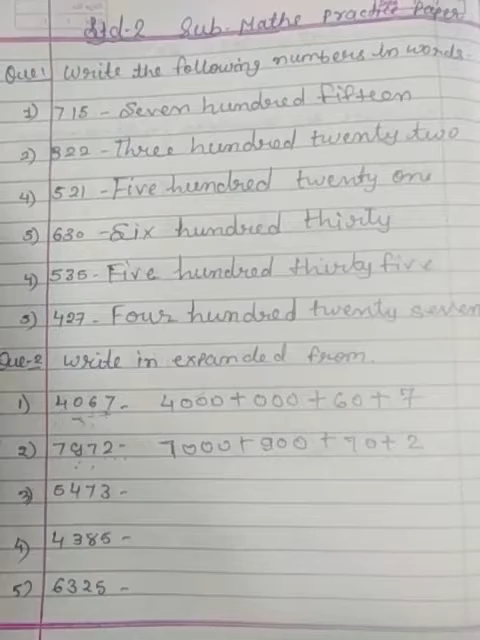 Std-2 Sub-Maths Practice Paper
Que:1 Write the following numbers in words.
1) 715 - Seven hundred fifteen
2) 322 - Three hundred twenty two
4) 521 - Five hundred twenty one
5) 630 - Six hundred thirty
4) 535 - Five hundred thirty five
5) 427 - Four hundred twenty seven
Que-2 write in expanded from.
1) 4067 - 4000 + 000 + 60 + 7
2) 7972 - 7000 + 900 + 70 + 2
3) 5473 -
4) 4385 -
5) 6325 -